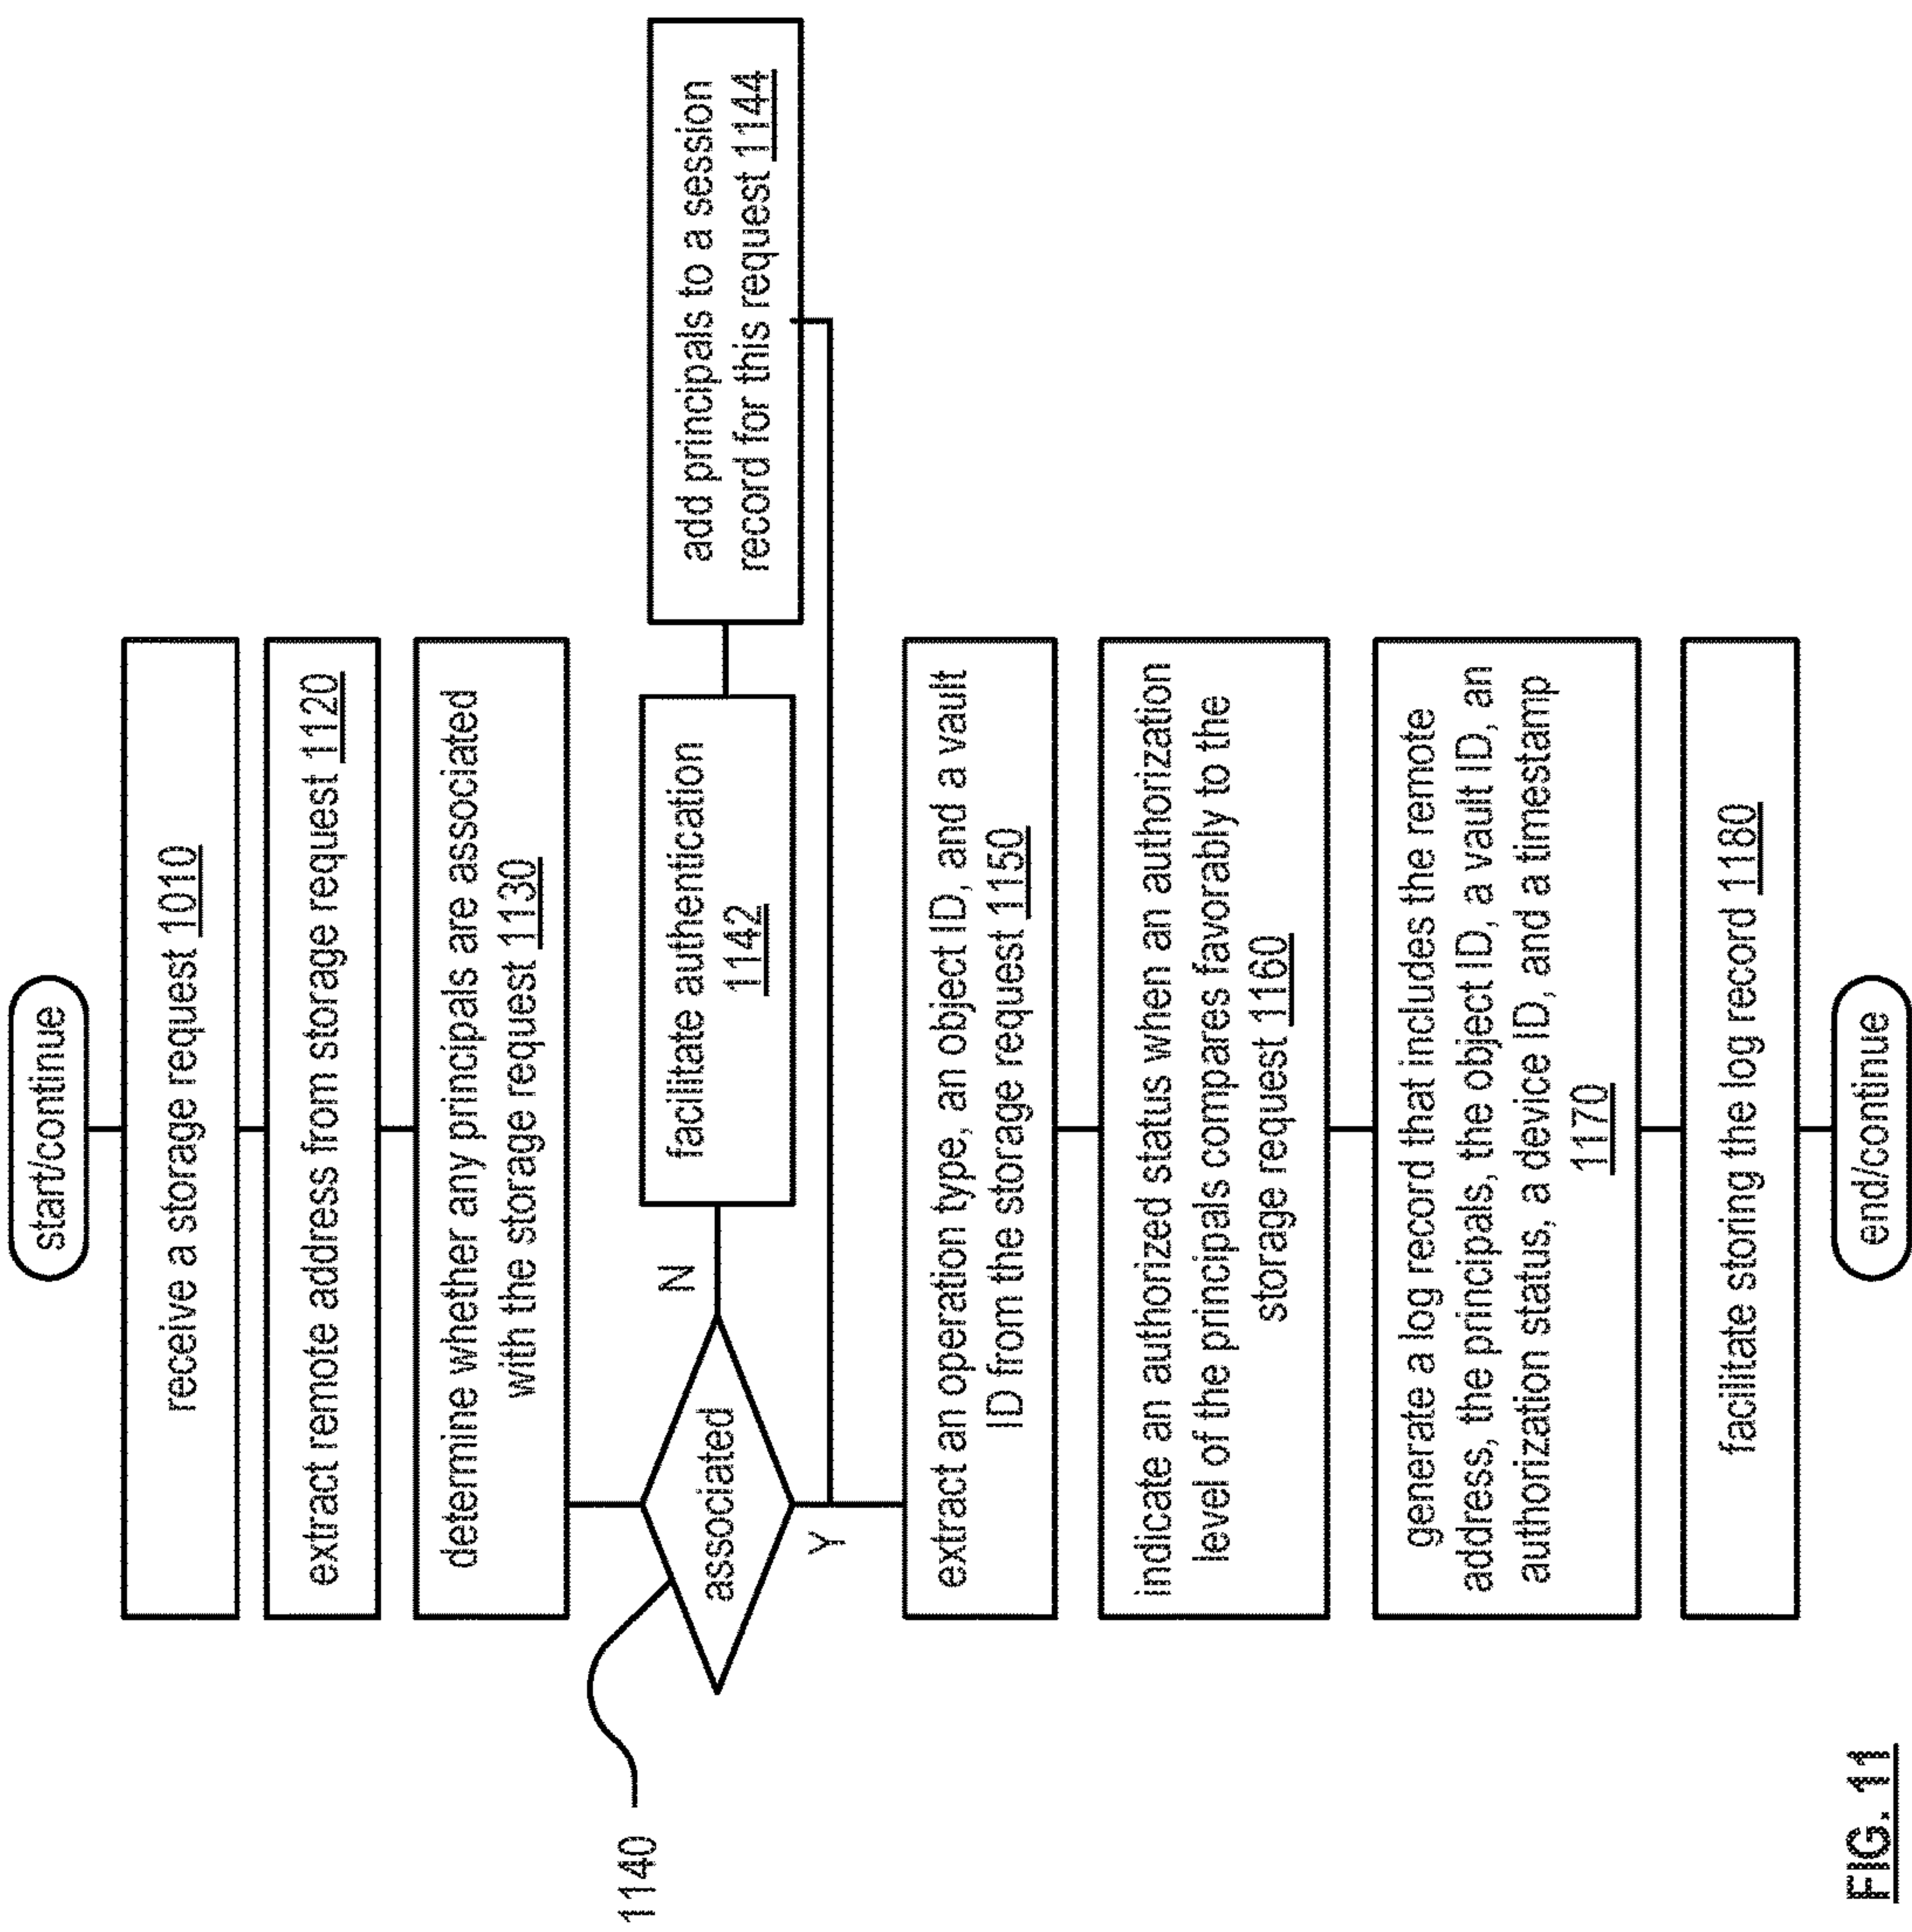 start/continue
receive a storage request 1010
extract remote address from storage request 1120
determine whether any principals are associated
with the storage request 1130
1140
associated
N
facilitate authentication
1142
add principals to a session
record for this request 1144
Y
extract an operation type, an object ID, and a vault
ID from the storage request 1150
indicate an authorized status when an authorization
level of the principals compares favorably to the
storage request 1160
generate a log record that includes the remote
address, the principals, the object ID, a vault ID, an
authorization status, a device ID, and a timestamp
1170
facilitate storing the log record 1180
end/continue
FIG. 11